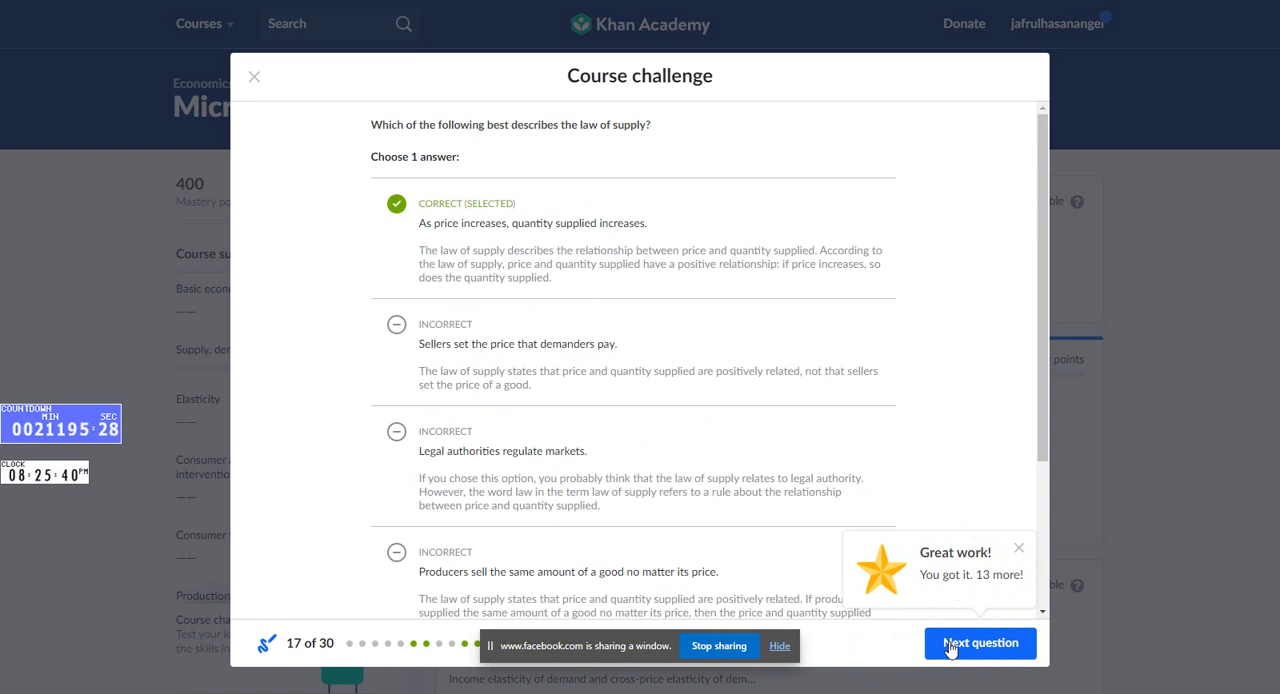 Courses
Search
Khan Academy
Donate
jafrulhasananger
Economics
Micr
Course challenge
Which of the following best describes the law of supply?
Choose 1 answer:
400
Mastery po
Course su
Basic econ
Supply, der
Elasticity
Consumer a
interventio
Consumer
Production
Course cha
Test your k
the skills in
CORRECT (SELECTED)
As price increases, quantity supplied increases.
The law of supply describes the relationship between price and quantity supplied. According to
the law of supply, price and quantity supplied have a positive relationship: if price increases, so
does the quantity supplied.
INCORRECT
Sellers set the price that demanders pay.
The law of supply states that price and quantity supplied are positively related, not that sellers
set the price of a good.
INCORRECT
Legal authorities regulate markets.
If you chose this option, you probably think that the law of supply relates to legal authority.
However, the word law in the term law of supply refers to a rule about the relationship
between price and quantity supplied.
INCORRECT
Producers sell the same amount of a good no matter its price.
The law of supply states that price and quantity supplied are positively related. If produ
supplied the same amount of a good no matter its price, then the price and quantity supplied
Great work!
You got it. 13 more!
17 of 30
www.facebook.com is sharing a window.
Stop sharing
Hide
Next question
ble
points
ble
Income elasticity of demand and cross-price elasticity of dem...
COUNTDOWN
MIN SEC
0021195:28
CLOCK
08:25:40 PM